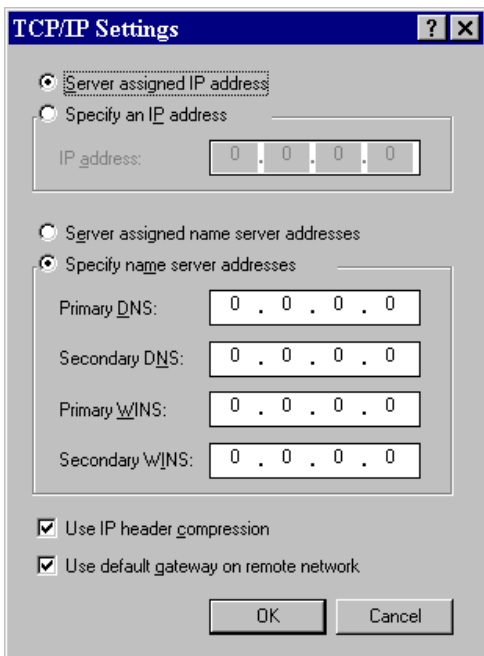 TCP/IP Settings ? X
Server assigned IP address
Specify an IP address
IP address: 0 . 0 . 0 . 0
Server assigned name server addresses
Specify name server addresses
Primary DNS: 0 . 0 . 0 . 0
Secondary DNS: 0 . 0 . 0 . 0
Primary WINS: 0 . 0 . 0 . 0
Secondary WINS: 0 . 0 . 0 . 0
Use IP header compression
Use default gateway on remote network
OK Cancel